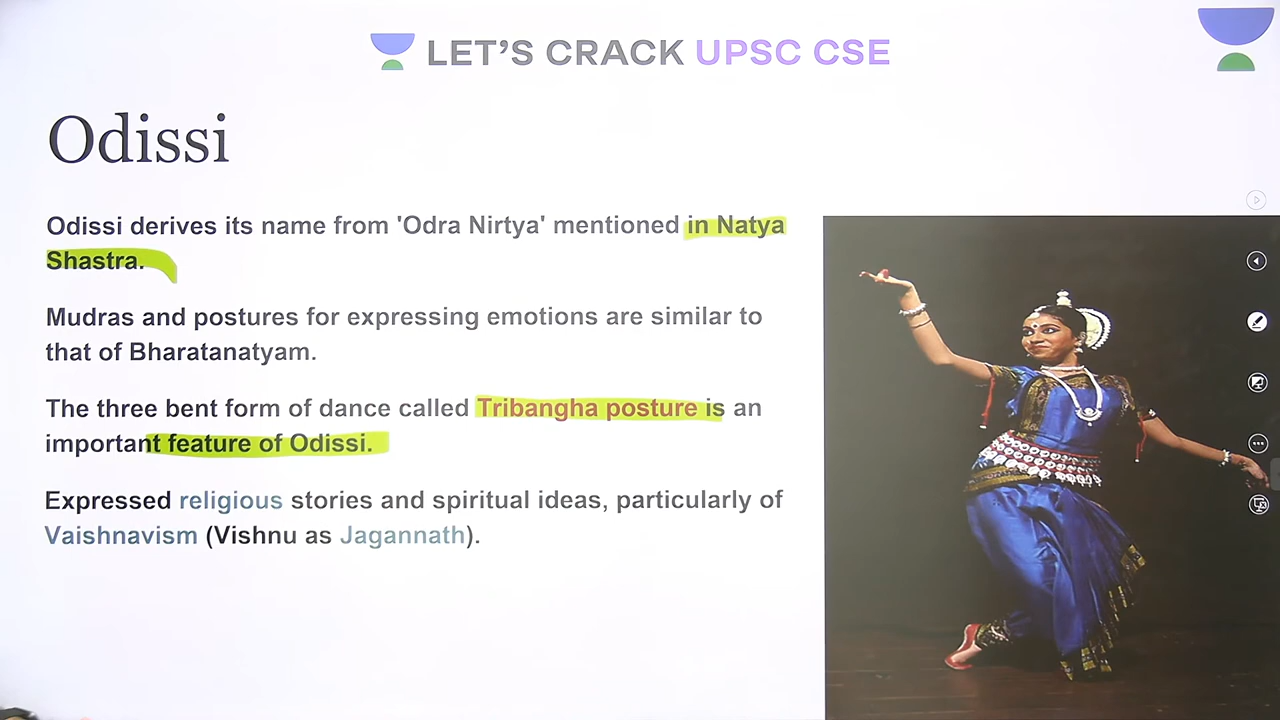 LET'S CRACK UPSC CSE
Odissi
Odissi derives its name from 'Odra Nirtya' mentioned in Natya
Shastra.
Mudras and postures for expressing emotions are similar to
that of Bharatanatyam.
The three bent form of dance called Tribangha posture is an
important feature of Odissi.
Expressed religious stories and spiritual ideas, particularly of
Vaishnavism (Vishnu as Jagannath).